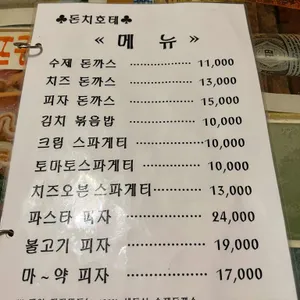 ♣돈치호테♣
≪ 메 뉴 ≫
수제 돈까스 ················ 11,000
치즈 돈까스 ·············· 13,000
피자 돈까스 ·············· 15,000
김치 볶음밥 ·············· 10,000
크림 스파게티 ··········· 10,000
토마토스파게티 ········· 10,000
치즈오븐스파게티 ······ 13,000
파스타 피자 ············ 24,000
불고기 피자 ············ 19,000
마~약 피자 ············ 17,000